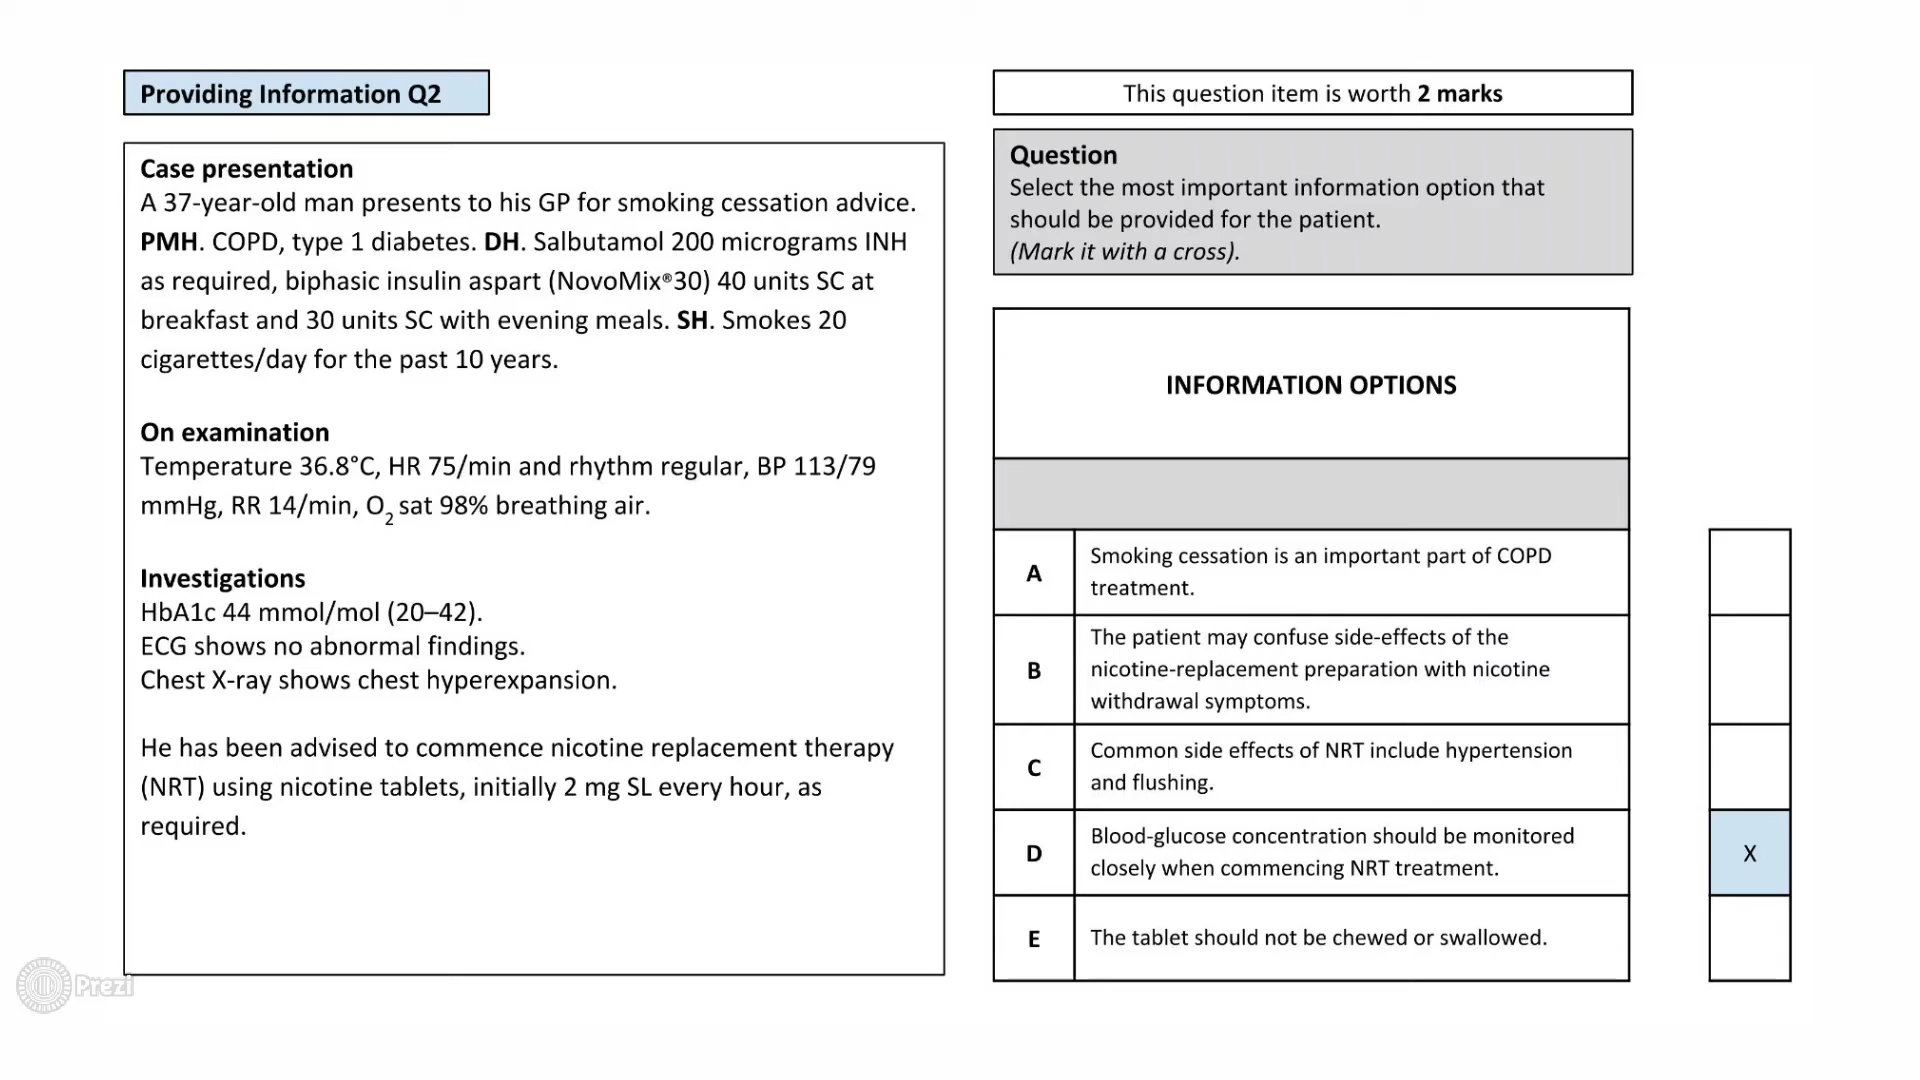 Providing Information Q2
This question item is worth 2 marks
Case presentation
A 37-year-old man presents to his GP for smoking cessation advice.
PMH. COPD, type 1 diabetes. DH. Salbutamol 200 micrograms INH
as required, biphasic insulin aspart (NovoMix®30) 40 units SC at
breakfast and 30 units SC with evening meals. SH. Smokes 20
cigarettes/day for the past 10 years.
On examination
Temperature 36.8°C, HR 75/min and rhythm regular, BP 113/79
mmHg, RR 14/min, O2 sat 98% breathing air.
Investigations
HbA1c 44 mmol/mol (20–42).
ECG shows no abnormal findings.
Chest X-ray shows chest hyperexpansion.
He has been advised to commence nicotine replacement therapy
(NRT) using nicotine tablets, initially 2 mg SL every hour, as
required.
Question
Select the most important information option that
should be provided for the patient.
(Mark it with a cross).
INFORMATION OPTIONS
A
Smoking cessation is an important part of COPD
treatment.
B
The patient may confuse side-effects of the
nicotine-replacement preparation with nicotine
withdrawal symptoms.
C
Common side effects of NRT include hypertension
and flushing.
D
Blood-glucose concentration should be monitored
closely when commencing NRT treatment.
X
E
The tablet should not be chewed or swallowed.
Prezi